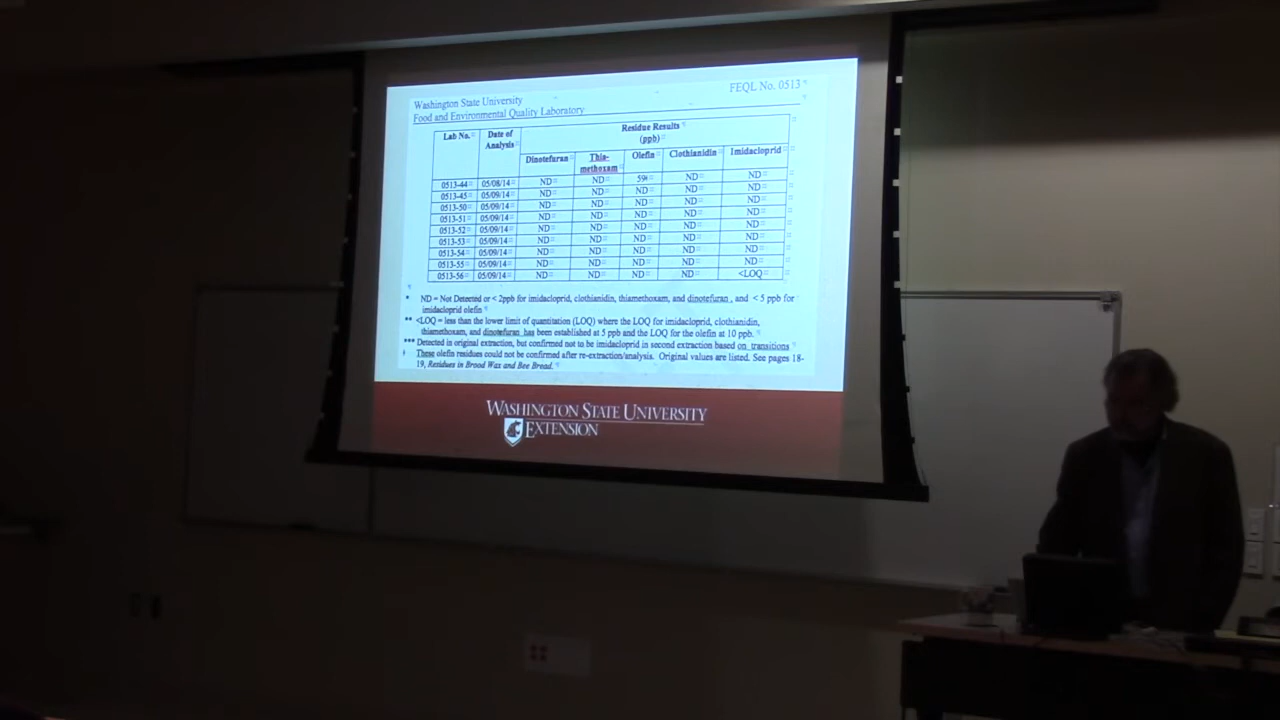 FEQL No. 0513
Washington State University
Food and Environmental Quality Laboratory
Lab No. Date of Analysis Residue Results (ppb)
Dinotefuran Thia-methoxam Olefin Clothianidin Imidacloprid
0513-44 05/08/14 ND ND 59 ND ND
0513-45 05/09/14 ND ND ND ND ND
0513-50 05/09/14 ND ND ND ND ND
0513-51 05/09/14 ND ND ND ND ND
0513-52 05/09/14 ND ND ND ND ND
0513-53 05/09/14 ND ND ND ND ND
0513-54 05/09/14 ND ND ND ND ND
0513-55 05/09/14 ND ND ND ND ND
0513-56 05/09/14 ND ND ND ND <LOQ
* ND = Not Detected or < 2ppb for imidacloprid, clothianidin, thiamethoxam, and dinotefuran , and < 5 ppb for
imidacloprid olefin
** <LOQ = less than the lower limit of quantitation (LOQ) where the LOQ for imidacloprid, clothianidin,
thiamethoxam, and dinotefuran has been established at 5 ppb and the LOQ for the olefin at 10 ppb.
*** Detected in original extraction, but confirmed not to be imidacloprid in second extraction based on transitions
ǂ These olefin residues could not be confirmed after re-extraction/analysis. Original values are listed. See pages 18-
19, Residues in Brood Wax and Bee Bread.
WASHINGTON STATE UNIVERSITY
EXTENSION